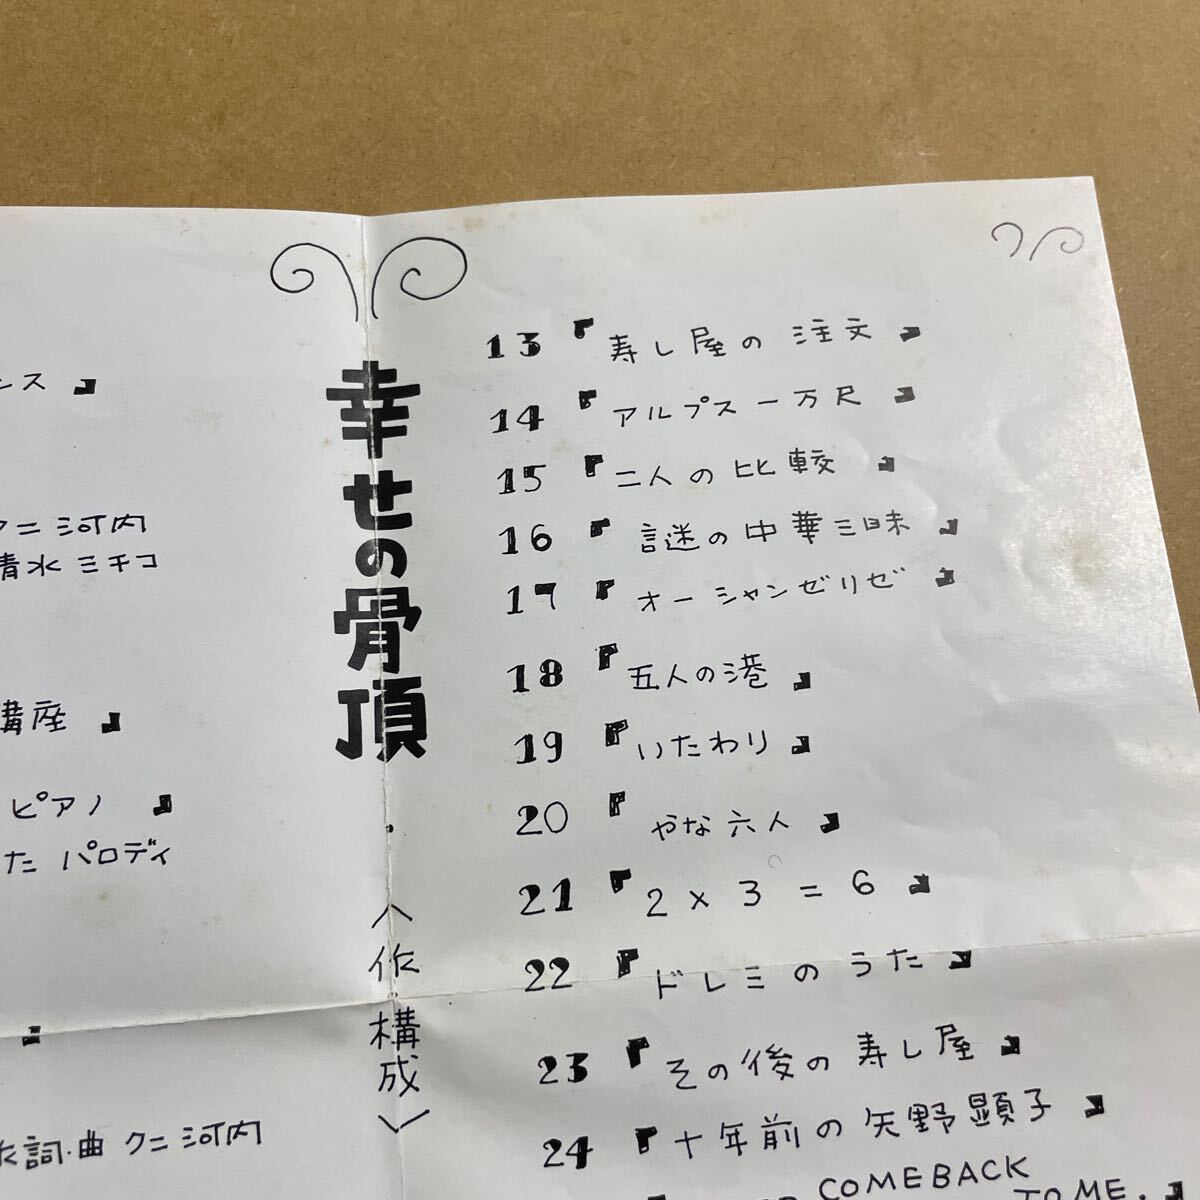 ンス』
クニ河内
清水ミチコ
講座』
ピアノ』
た パロディ
』
詞・曲 クニ河内
幸せの骨頂
〈作・構成〉
13『寿し屋の注文』
14『アルプス一万尺』
15『二人の比較』
16『謎の中華三昧』
17『オーシャンゼリゼ』
18『五人の港』
19『いたわり』
20『やな六人』
21『2×3=6』
22『ドレミのうた』
23『その後の寿し屋』
24『十年前の矢野顕子』
COMEBACK
TO ME.』